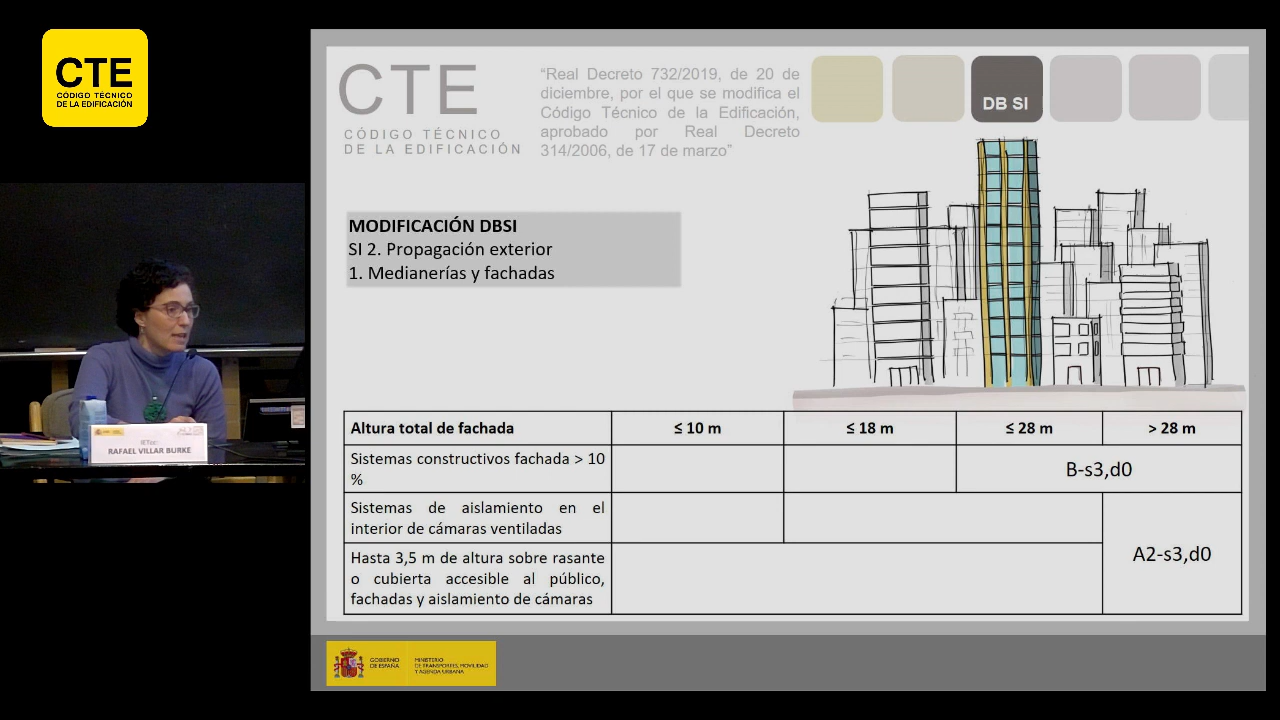 CTE
CÓDIGO TÉCNICO
DE LA EDIFICACIÓN
CTE
CÓDIGO TÉCNICO
DE LA EDIFICACIÓN
“Real Decreto 732/2019, de 20 de
diciembre, por el que se modifica el
Código Técnico de la Edificación,
aprobado por Real Decreto
314/2006, de 17 de marzo”
DB SI
MODIFICACIÓN DBSI
SI 2. Propagación exterior
1. Medianerías y fachadas
Altura total de fachada ≤ 10 m ≤ 18 m ≤ 28 m > 28 m
Sistemas constructivos fachada > 10
%
B-s3,d0
Sistemas de aislamiento en el
interior de cámaras ventiladas
A2-s3,d0
Hasta 3,5 m de altura sobre rasante
o cubierta accesible al público,
fachadas y aislamiento de cámaras
RAFAEL VILLAR BURKE
GOBIERNO
DE ESPAÑA
MINISTERIO
DE TRANSPORTES, MOVILIDAD
Y AGENDA URBANA